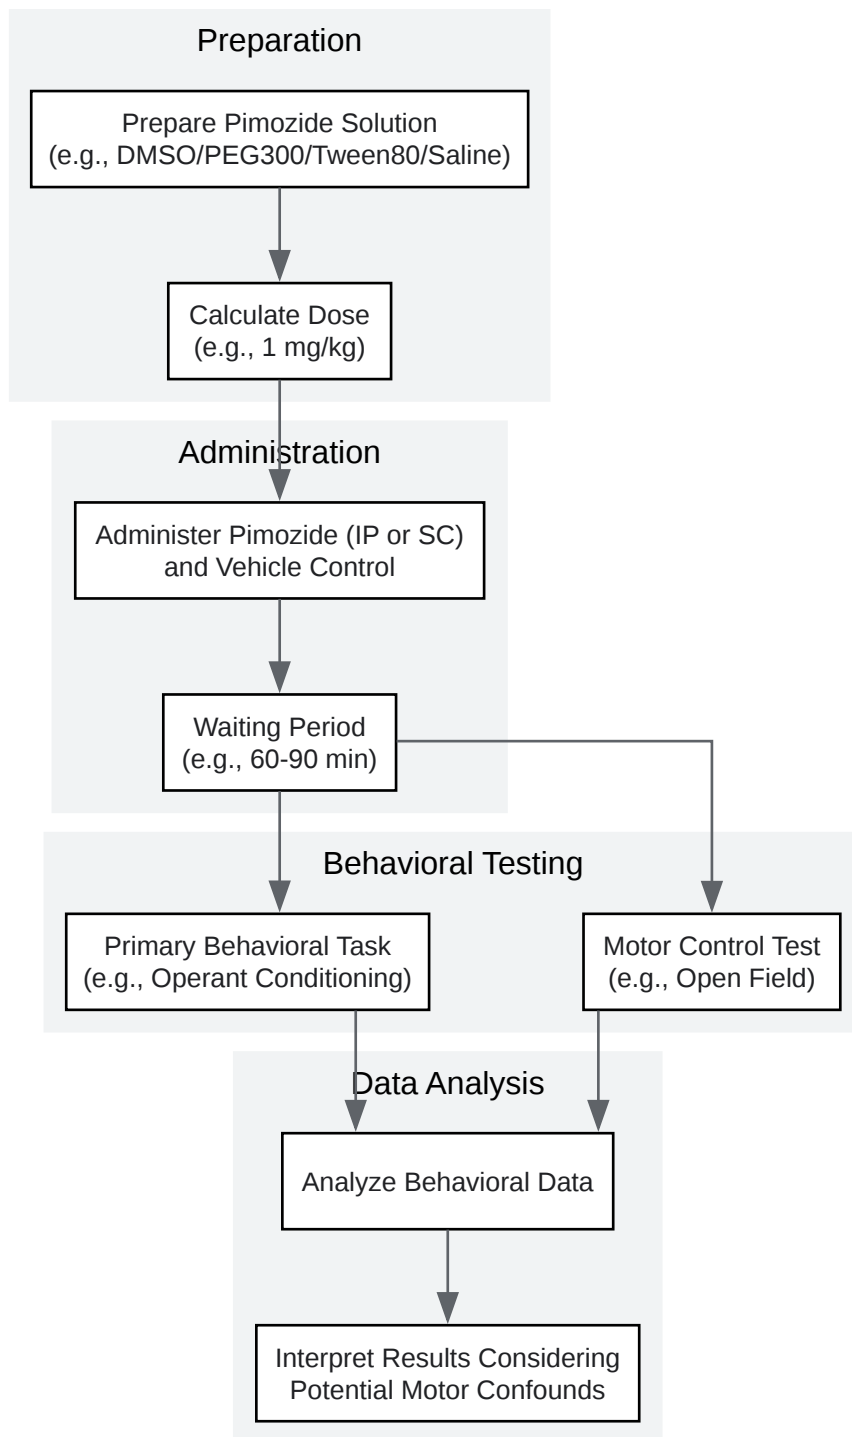 Preparation
Prepare Pimozide Solution
(e.g., DMSO/PEG300/Tween80/Saline)
Calculate Dose
(e.g., 1 mg/kg)
Administration
Administer Pimozide (IP or SC)
and Vehicle Control
Waiting Period
(e.g., 60-90 min)
Behavioral Testing
Primary Behavioral Task
(e.g., Operant Conditioning)
Motor Control Test
(e.g., Open Field)
Data Analysis
Analyze Behavioral Data
Interpret Results Considering
Potential Motor Confounds